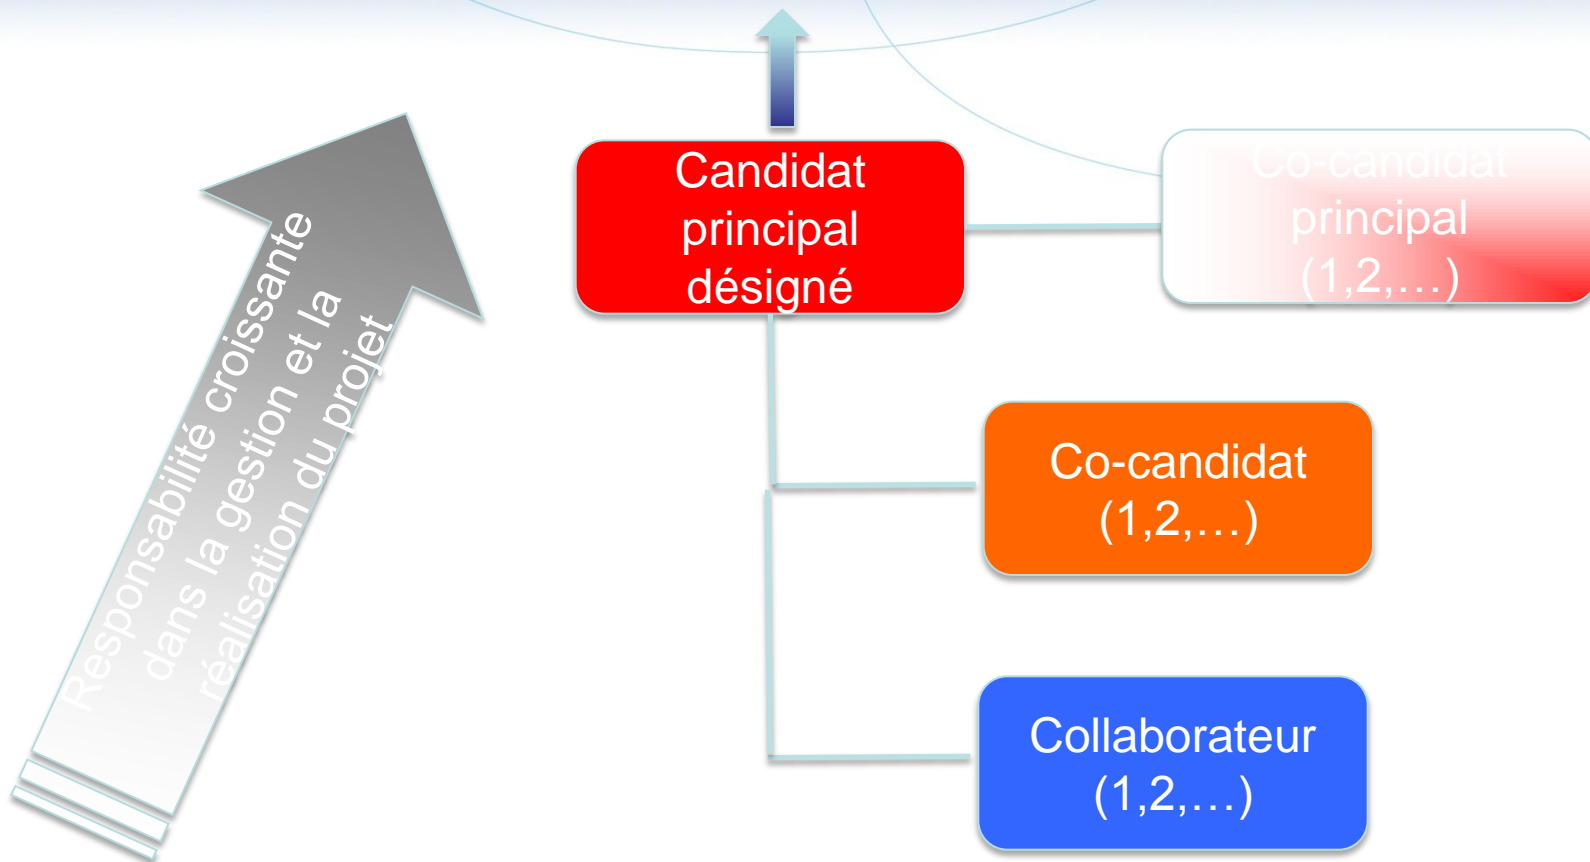 Responsabilité croissante
dans la gestion et la
réalisation du projet
Candidat
principal
désigné
Co-candidat
principal
(1,2,…)
Co-candidat
(1,2,…)
Collaborateur
(1,2,…)